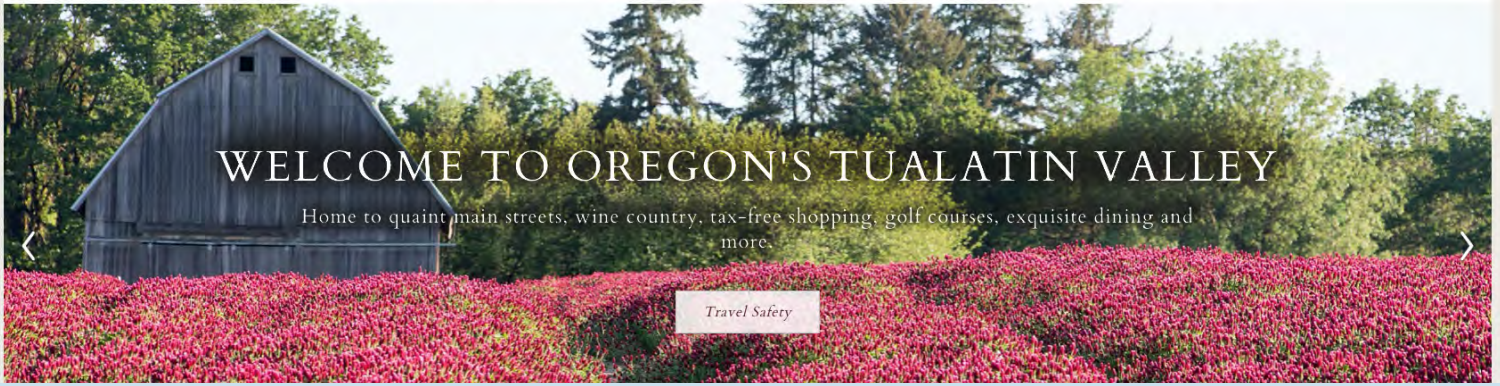 WELCOME TO OREGON'S TUALATIN VALLEY
Home to quaint main streets, wine country, tax-free shopping, golf courses, exquisite dining and
more.
Travel Safety